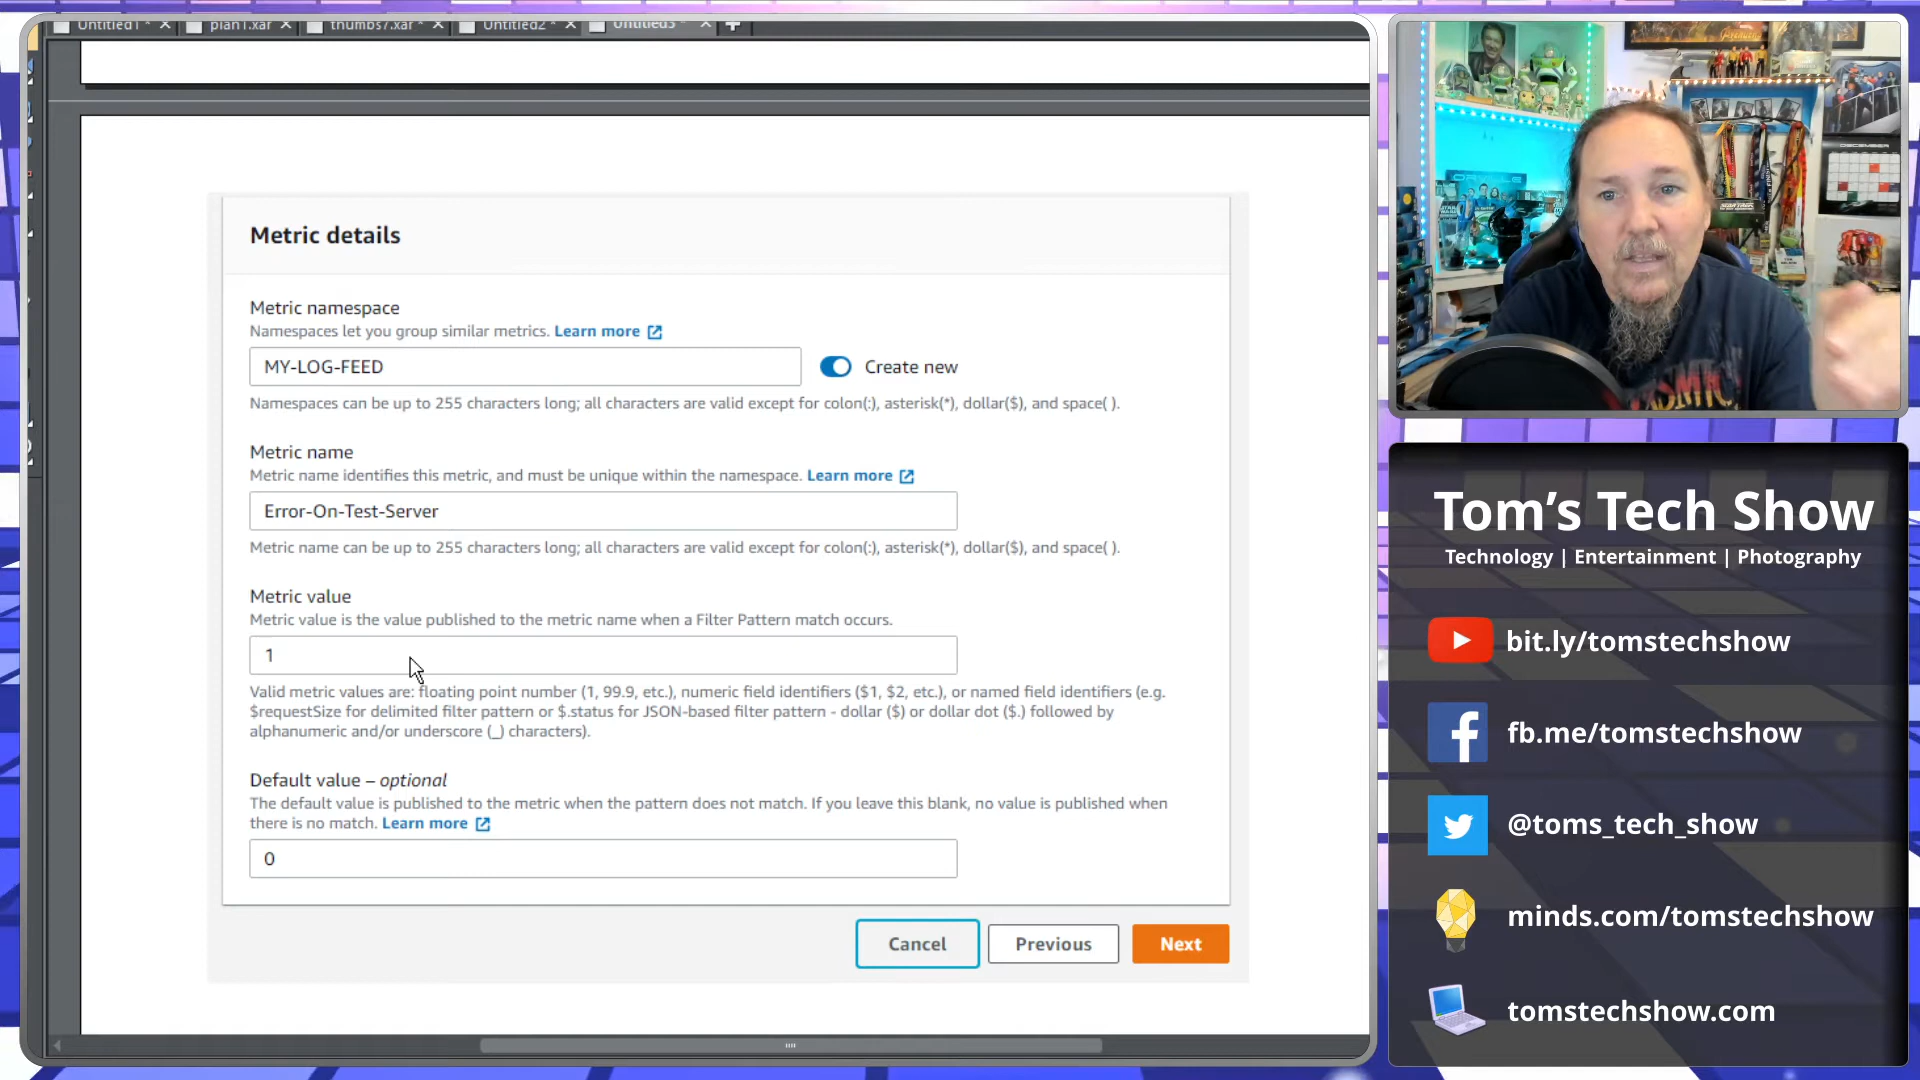 Untitled1 *
plan1.xar
thumbs7.xar *
Untitled2 *
Untitled3 *
Metric details
Metric namespace
Namespaces let you group similar metrics. Learn more
MY-LOG-FEED
Create new
Namespaces can be up to 255 characters long; all characters are valid except for colon(:), asterisk(*), dollar($), and space( ).
Metric name
Metric name identifies this metric, and must be unique within the namespace. Learn more
Error-On-Test-Server
Metric name can be up to 255 characters long; all characters are valid except for colon(:), asterisk(*), dollar($), and space( ).
Metric value
Metric value is the value published to the metric name when a Filter Pattern match occurs.
1
Valid metric values are: floating point number (1, 99.9, etc.), numeric field identifiers ($1, $2, etc.), or named field identifiers (e.g.
$requestSize for delimited filter pattern or $.status for JSON-based filter pattern - dollar ($) or dollar dot ($.) followed by
alphanumeric and/or underscore (_) characters).
Default value – optional
The default value is published to the metric when the pattern does not match. If you leave this blank, no value is published when
there is no match. Learn more
0
Cancel
Previous
Next
DECEMBER
Tom's Tech Show
Technology | Entertainment | Photography
bit.ly/tomstechshow
fb.me/tomstechshow
@toms_tech_show
minds.com/tomstechshow
tomstechshow.com